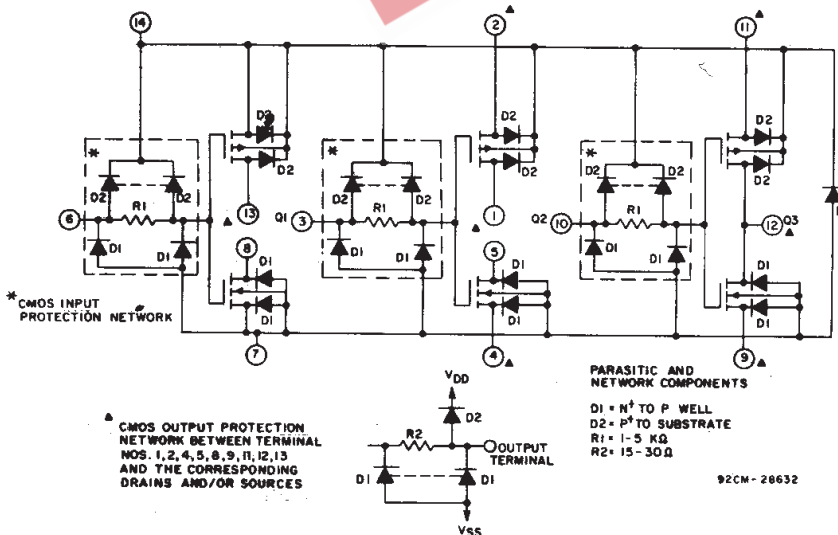 14
2 ▲
11 ▲
D2
D2
*
D2
D2
R1
6
D1
D1
13
▲
8
D1
D1
7
D2
D2
*
D2
D2
R1
Q1
3
D1
D1
1
▲
5
D1
D1
4 ▲
D2
D2
*
D2
D2
R1
Q2
10
D1
D1
12 Q3
▲
D1
D1
9 ▲
* CMOS INPUT
PROTECTION NETWORK
▲ CMOS OUTPUT PROTECTION
NETWORK BETWEEN TERMINAL
NOS. 1,2,4,5,8,9,11,12,13
AND THE CORRESPONDING
DRAINS AND/OR SOURCES
VDD
D2
R2
OUTPUT
TERMINAL
D1
D1
VSS
PARASITIC AND
NETWORK COMPONENTS
D1 = N+ TO P WELL
D2 = P+ TO SUBSTRATE
R1 = 1-5 KΩ
R2 = 15-30Ω
92CM-28632